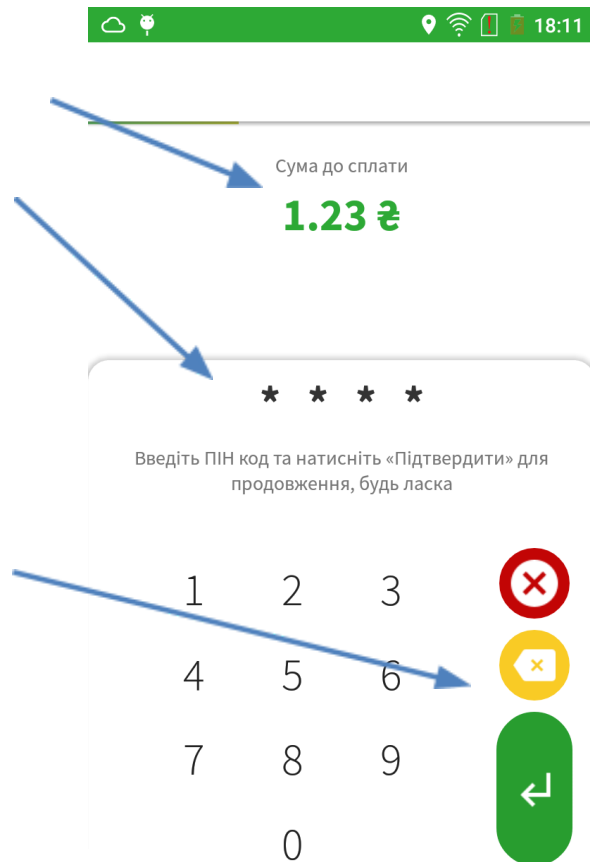 18:11
Сума до сплати
1.23 ₴
* * * *
Введіть ПІН код та натисніть «Підтвердити» для
продовження, будь ласка
1 2 3
4 5 6
7 8 9
0